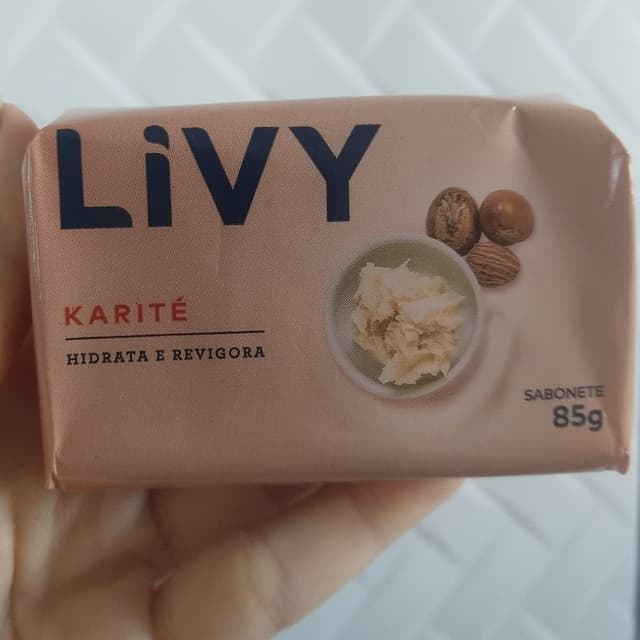 LiVY
KARITÉ
HIDRATA E REVIGORA
SABONETE
85g